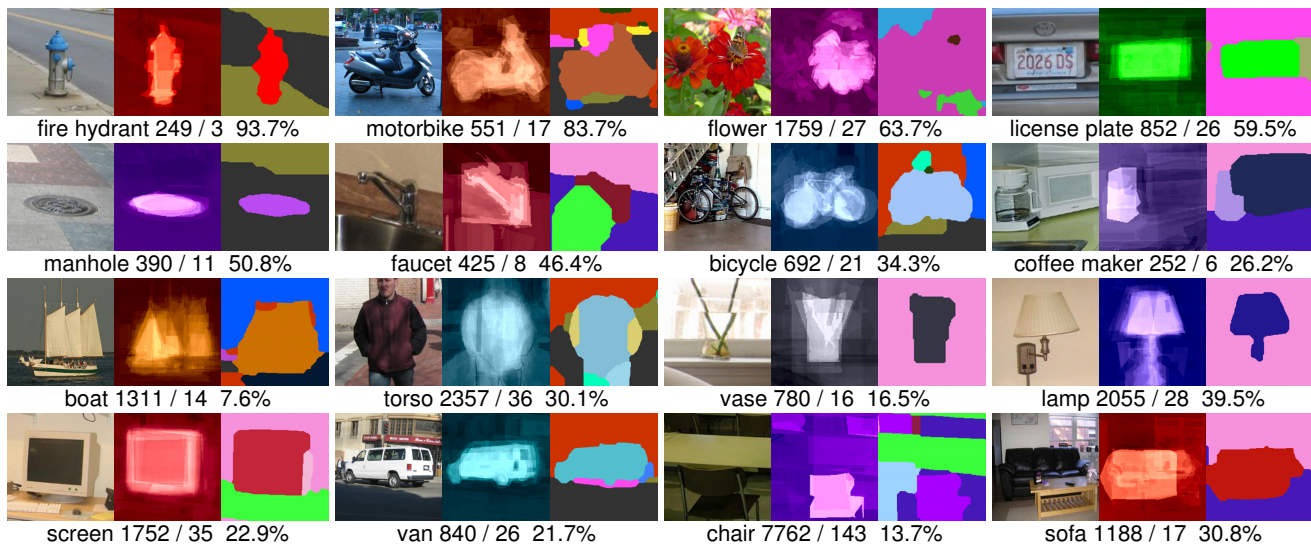 2026 DS
fire hydrant 249 / 3 93.7%
motorbike 551 / 17 83.7%
flower 1759 / 27 63.7%
license plate 852 / 26 59.5%
manhole 390 / 11 50.8%
faucet 425 / 8 46.4%
bicycle 692 / 21 34.3%
coffee maker 252 / 6 26.2%
boat 1311 / 14 7.6%
torso 2357 / 36 30.1%
vase 780 / 16 16.5%
lamp 2055 / 28 39.5%
screen 1752 / 35 22.9%
van 840 / 26 21.7%
chair 7762 / 143 13.7%
sofa 1188 / 17 30.8%